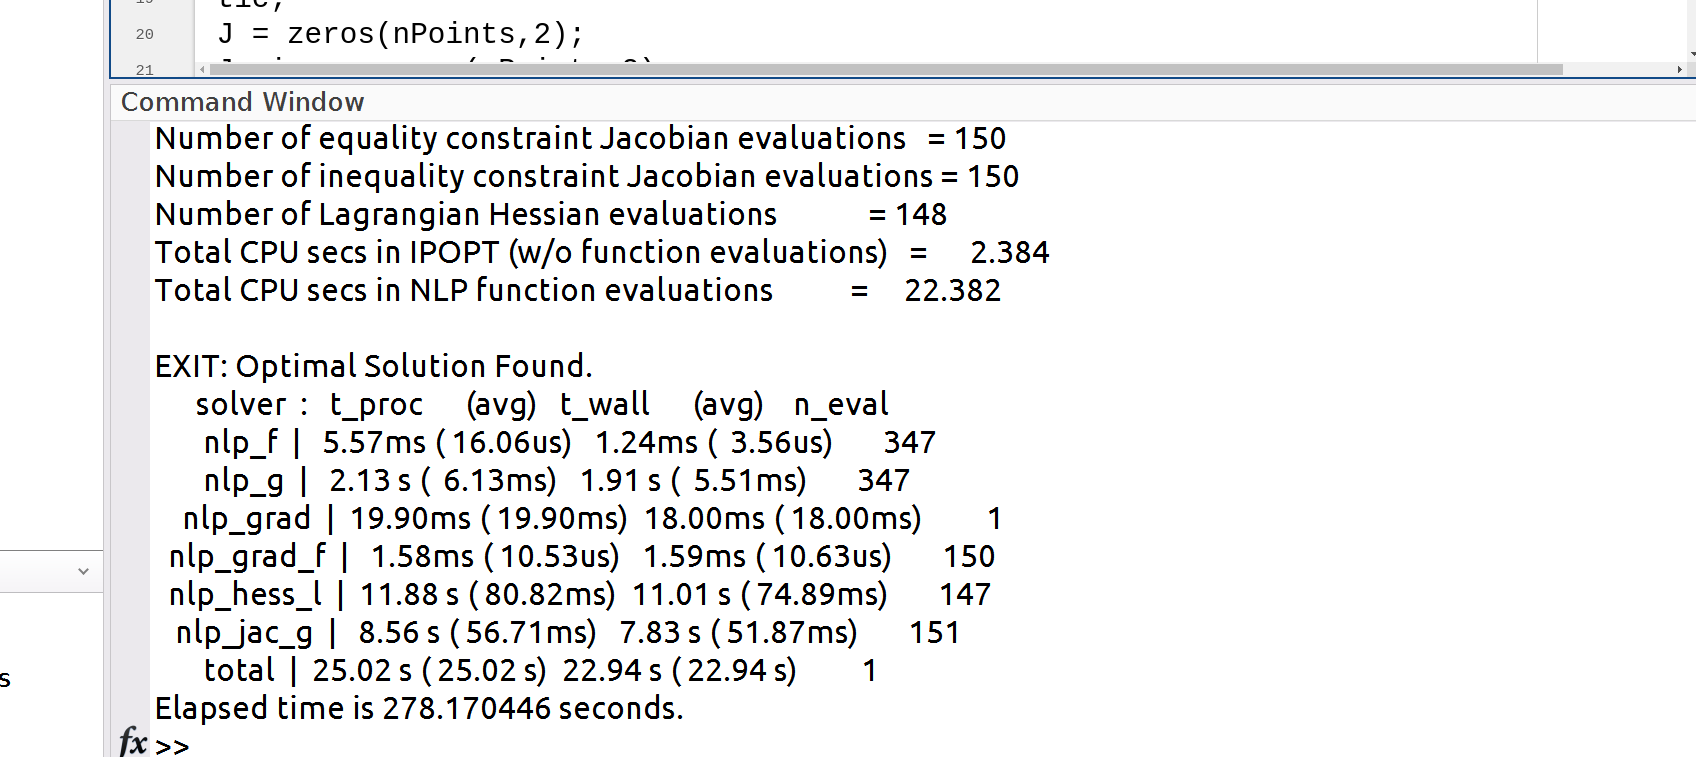 20 J = zeros(nPoints,2);
21
Command Window
Number of equality constraint Jacobian evaluations = 150
Number of inequality constraint Jacobian evaluations = 150
Number of Lagrangian Hessian evaluations = 148
Total CPU secs in IPOPT (w/o function evaluations) = 2.384
Total CPU secs in NLP function evaluations = 22.382
EXIT: Optimal Solution Found.
solver : t_proc (avg) t_wall (avg) n_eval
nlp_f | 5.57ms ( 16.06us) 1.24ms ( 3.56us) 347
nlp_g | 2.13 s ( 6.13ms) 1.91 s ( 5.51ms) 347
nlp_grad | 19.90ms ( 19.90ms) 18.00ms ( 18.00ms) 1
nlp_grad_f | 1.58ms ( 10.53us) 1.59ms ( 10.63us) 150
nlp_hess_l | 11.88 s ( 80.82ms) 11.01 s ( 74.89ms) 147
nlp_jac_g | 8.56 s ( 56.71ms) 7.83 s ( 51.87ms) 151
total | 25.02 s ( 25.02 s) 22.94 s ( 22.94 s) 1
s
Elapsed time is 278.170446 seconds.
fx >>